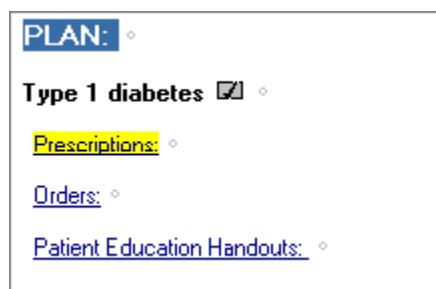 PLAN:
Type 1 diabetes
Prescriptions:
Orders:
Patient Education Handouts: